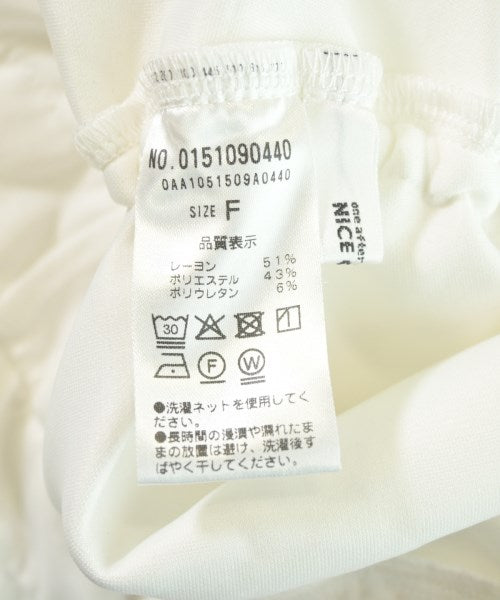 NO.0151090440
0AA1051509A0440
SIZE F
品質表示
レーヨン 51%
ポリエステル 43%
ポリウレタン 6%
30
F W
●洗濯ネットを使用してくだ
さい。
●長時間の浸漬や濡れたま
まの放置は避け、洗濯後す
ばやく干してください。
one after
NICE